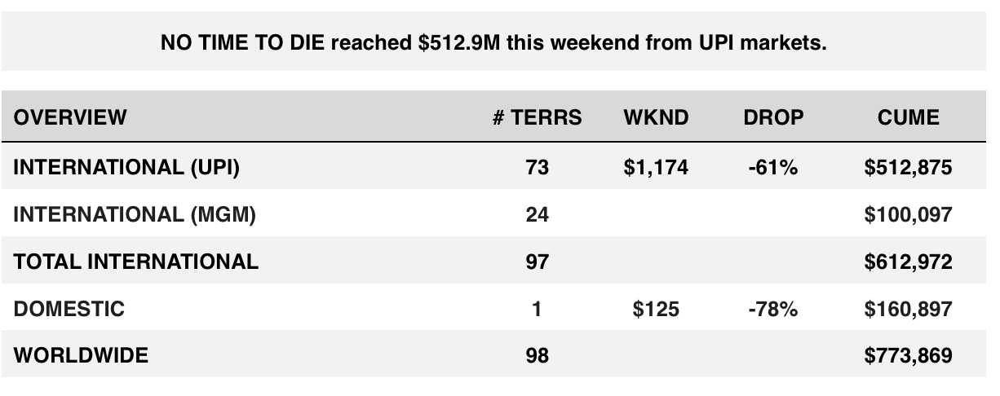 NO TIME TO DIE reached $512.9M this weekend from UPI markets.
OVERVIEW # TERRS WKND DROP CUME
INTERNATIONAL (UPI) 73 $1,174 -61% $512,875
INTERNATIONAL (MGM) 24 $100,097
TOTAL INTERNATIONAL 97 $612,972
DOMESTIC 1 $125 -78% $160,897
WORLDWIDE 98 $773,869